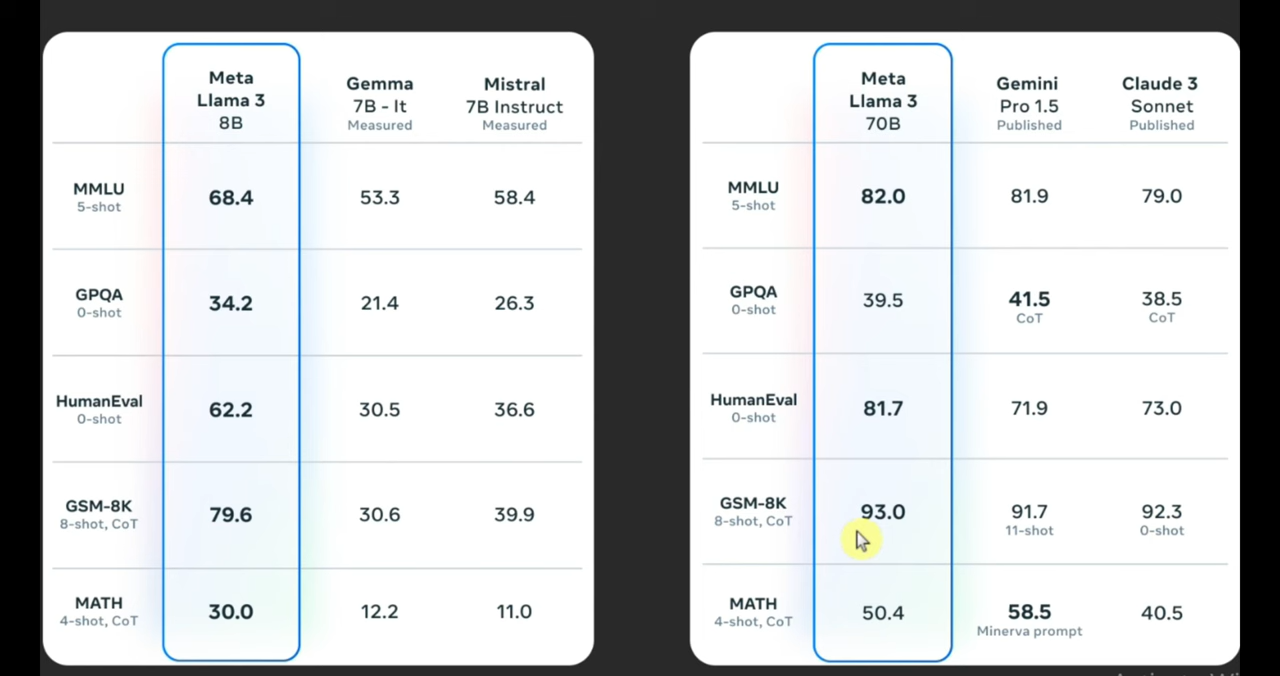 Meta
Llama 3
8B
Gemma
7B - It
Measured
Mistral
7B Instruct
Measured
MMLU
5-shot
68.4
53.3
58.4
GPQA
0-shot
34.2
21.4
26.3
HumanEval
0-shot
62.2
30.5
36.6
GSM-8K
8-shot, CoT
79.6
30.6
39.9
MATH
4-shot, CoT
30.0
12.2
11.0
Meta
Llama 3
70B
Gemini
Pro 1.5
Published
Claude 3
Sonnet
Published
MMLU
5-shot
82.0
81.9
79.0
GPQA
0-shot
39.5
41.5
CoT
38.5
CoT
HumanEval
0-shot
81.7
71.9
73.0
GSM-8K
8-shot, CoT
93.0
91.7
11-shot
92.3
0-shot
MATH
4-shot, CoT
50.4
58.5
Minerva prompt
40.5